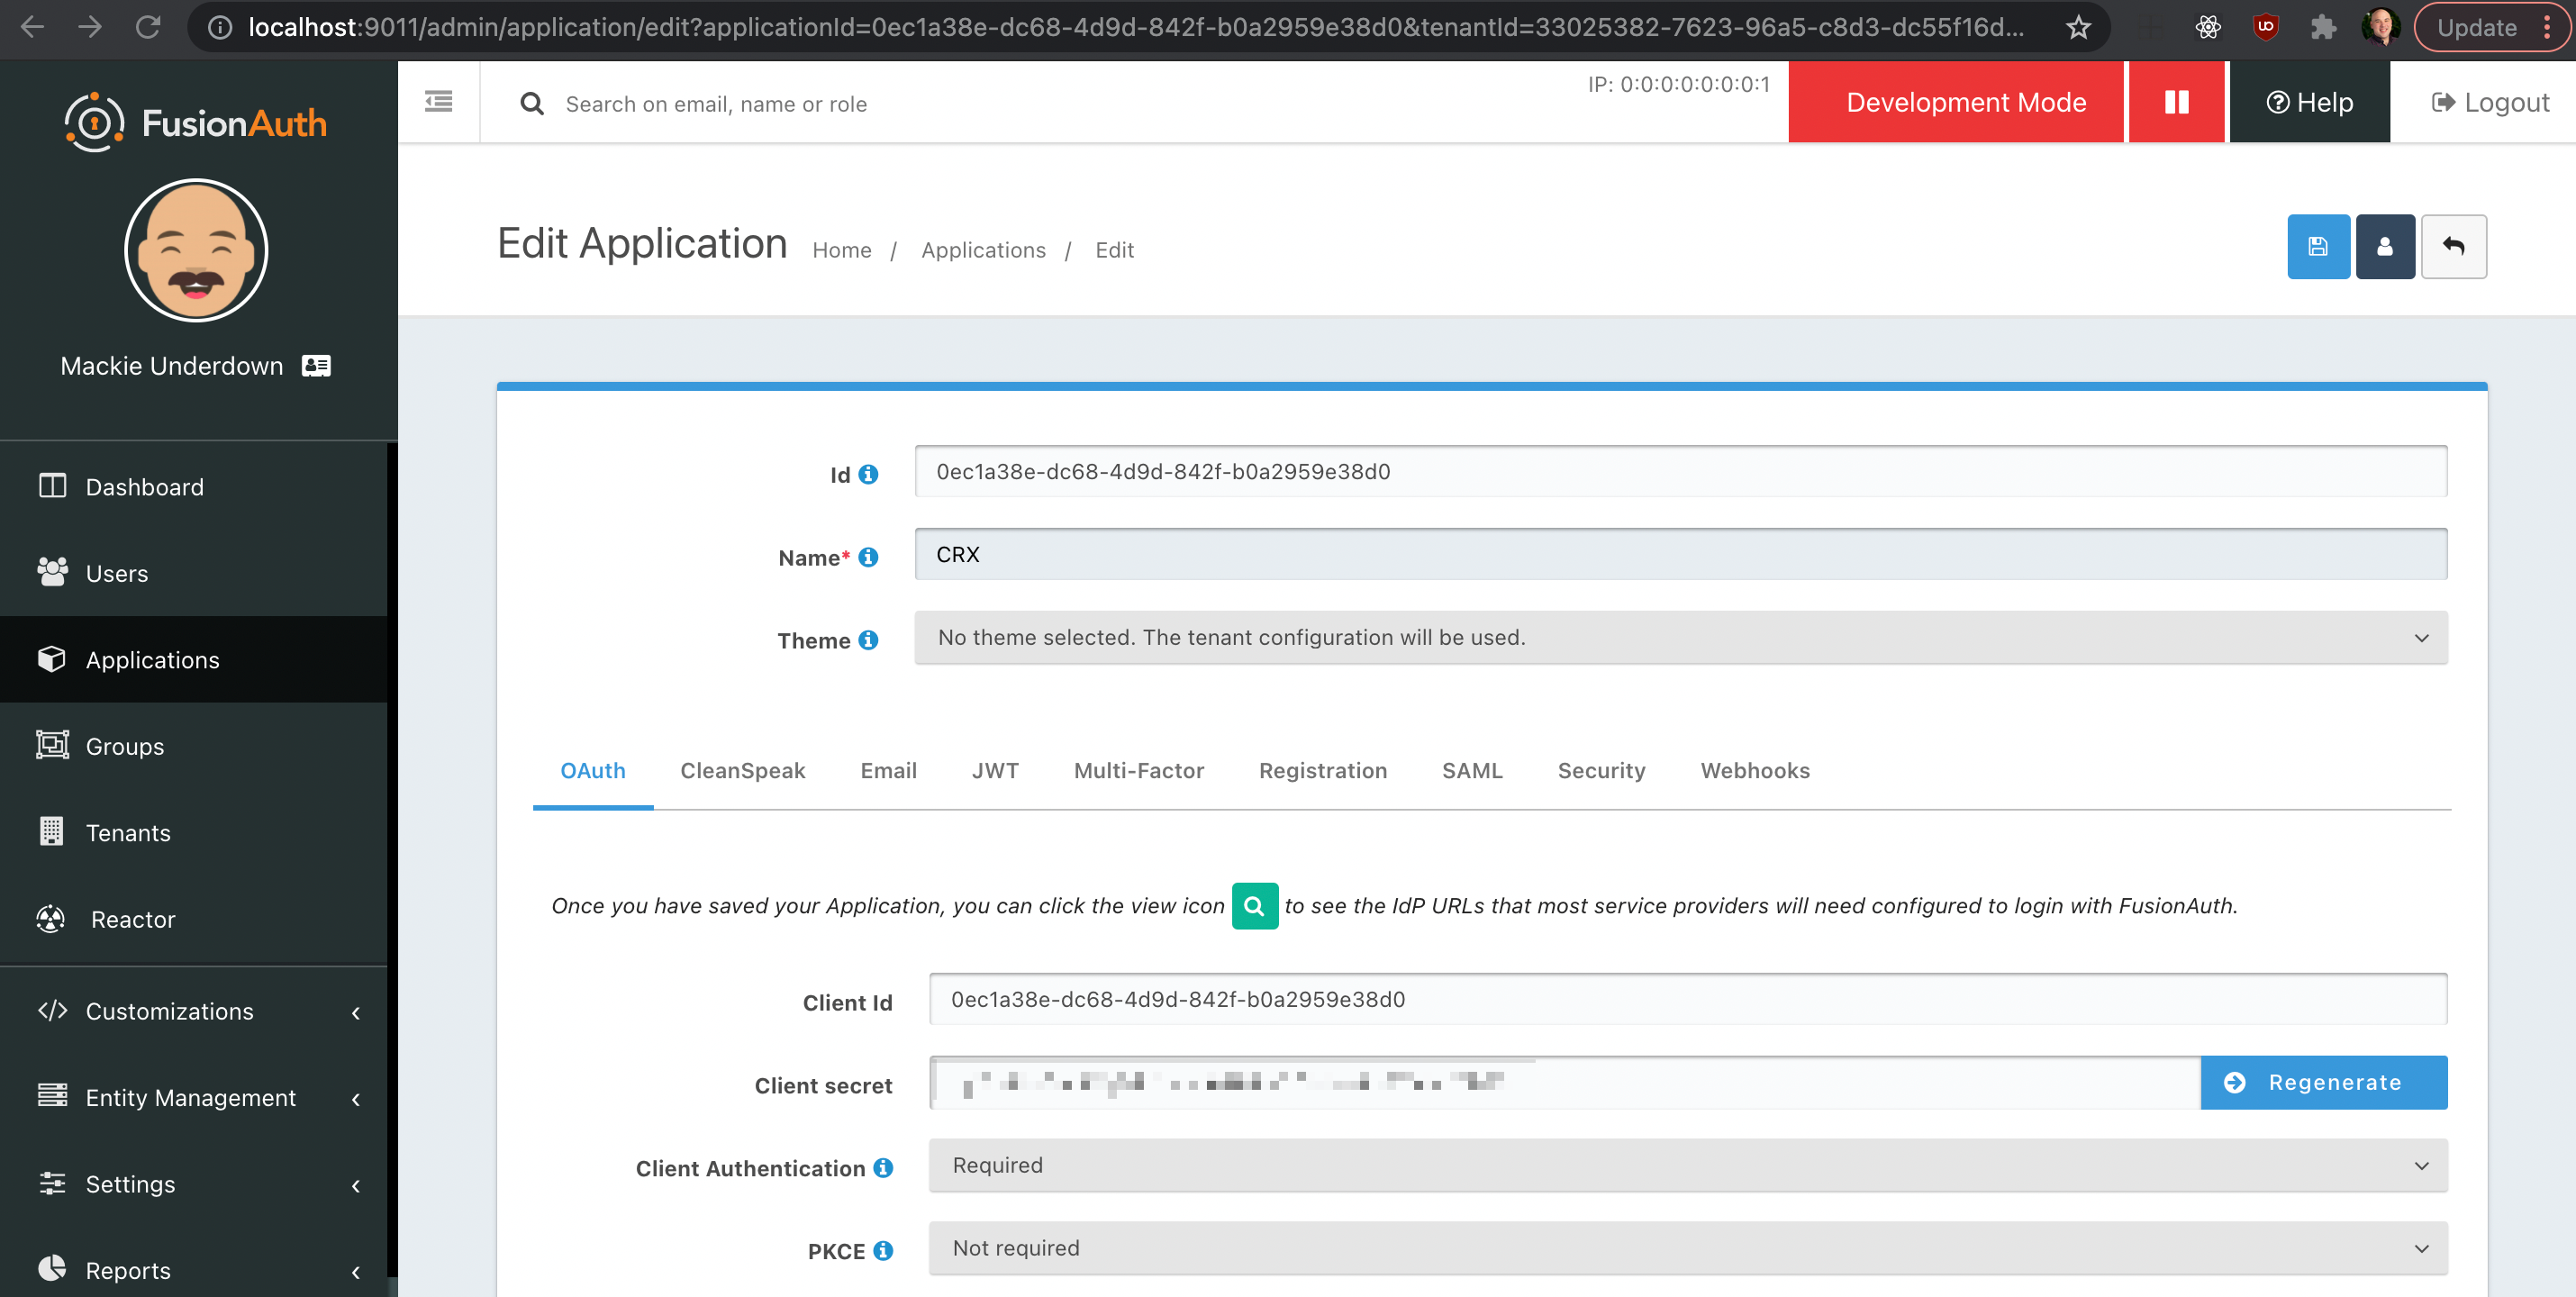 localhost:9011/admin/application/edit?applicationId=0ec1a38e-dc68-4d9d-842f-b0a2959e38d0&tenantId=33025382-7623-96a5-c8d3-dc55f16d...
Update
FusionAuth
Search on email, name or role
IP: 0:0:0:0:0:0:0:1
Development Mode
Help
Logout
Edit Application
Home / Applications / Edit
Mackie Underdown
Dashboard
Users
Applications
Groups
Tenants
Reactor
Customizations
Entity Management
Settings
Reports
Id
0ec1a38e-dc68-4d9d-842f-b0a2959e38d0
Name*
CRX
Theme
No theme selected. The tenant configuration will be used.
OAuth CleanSpeak Email JWT Multi-Factor Registration SAML Security Webhooks
Once you have saved your Application, you can click the view icon to see the IdP URLs that most service providers will need configured to login with FusionAuth.
Client Id
0ec1a38e-dc68-4d9d-842f-b0a2959e38d0
Client secret
Regenerate
Client Authentication
Required
PKCE
Not required